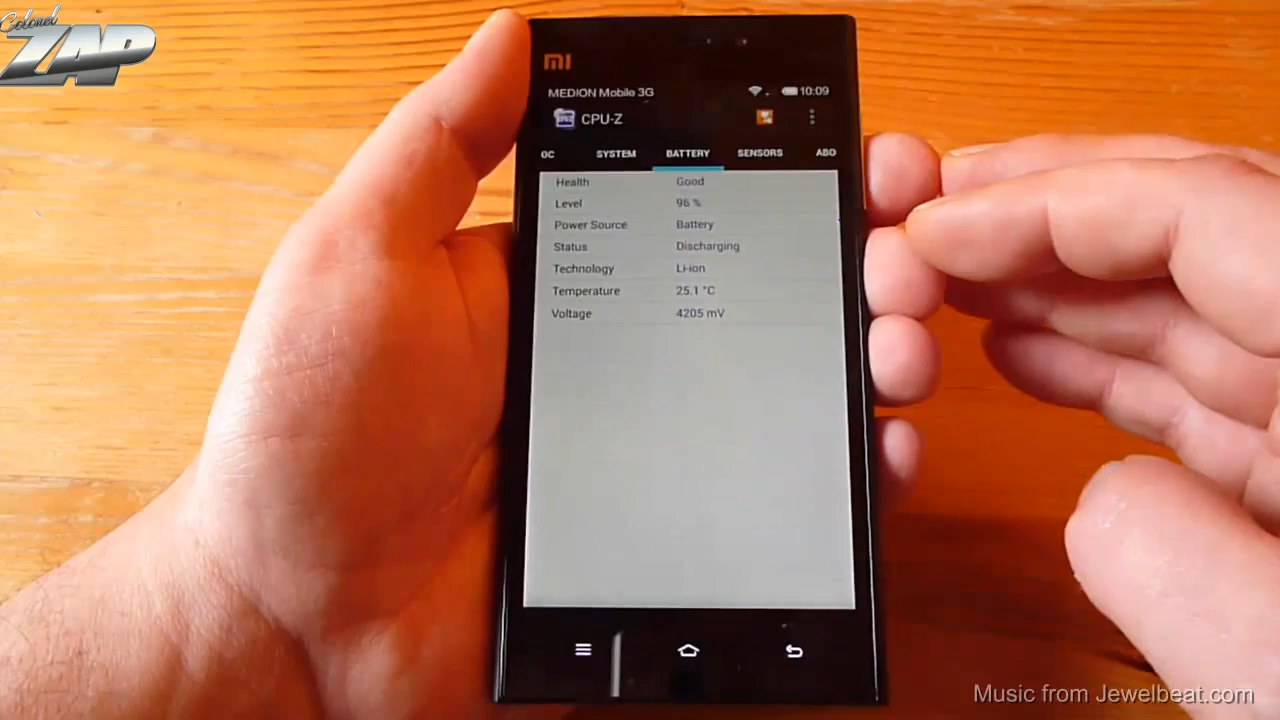 Colonel
ZAP
MI
MEDION Mobile 3G 10:09
CPU-Z
OC SYSTEM BATTERY SENSORS ABO
Health Good
Level 96 %
Power Source Battery
Status Discharging
Technology Li-ion
Temperature 25.1 °C
Voltage 4205 mV
Music from Jewelbeat.com